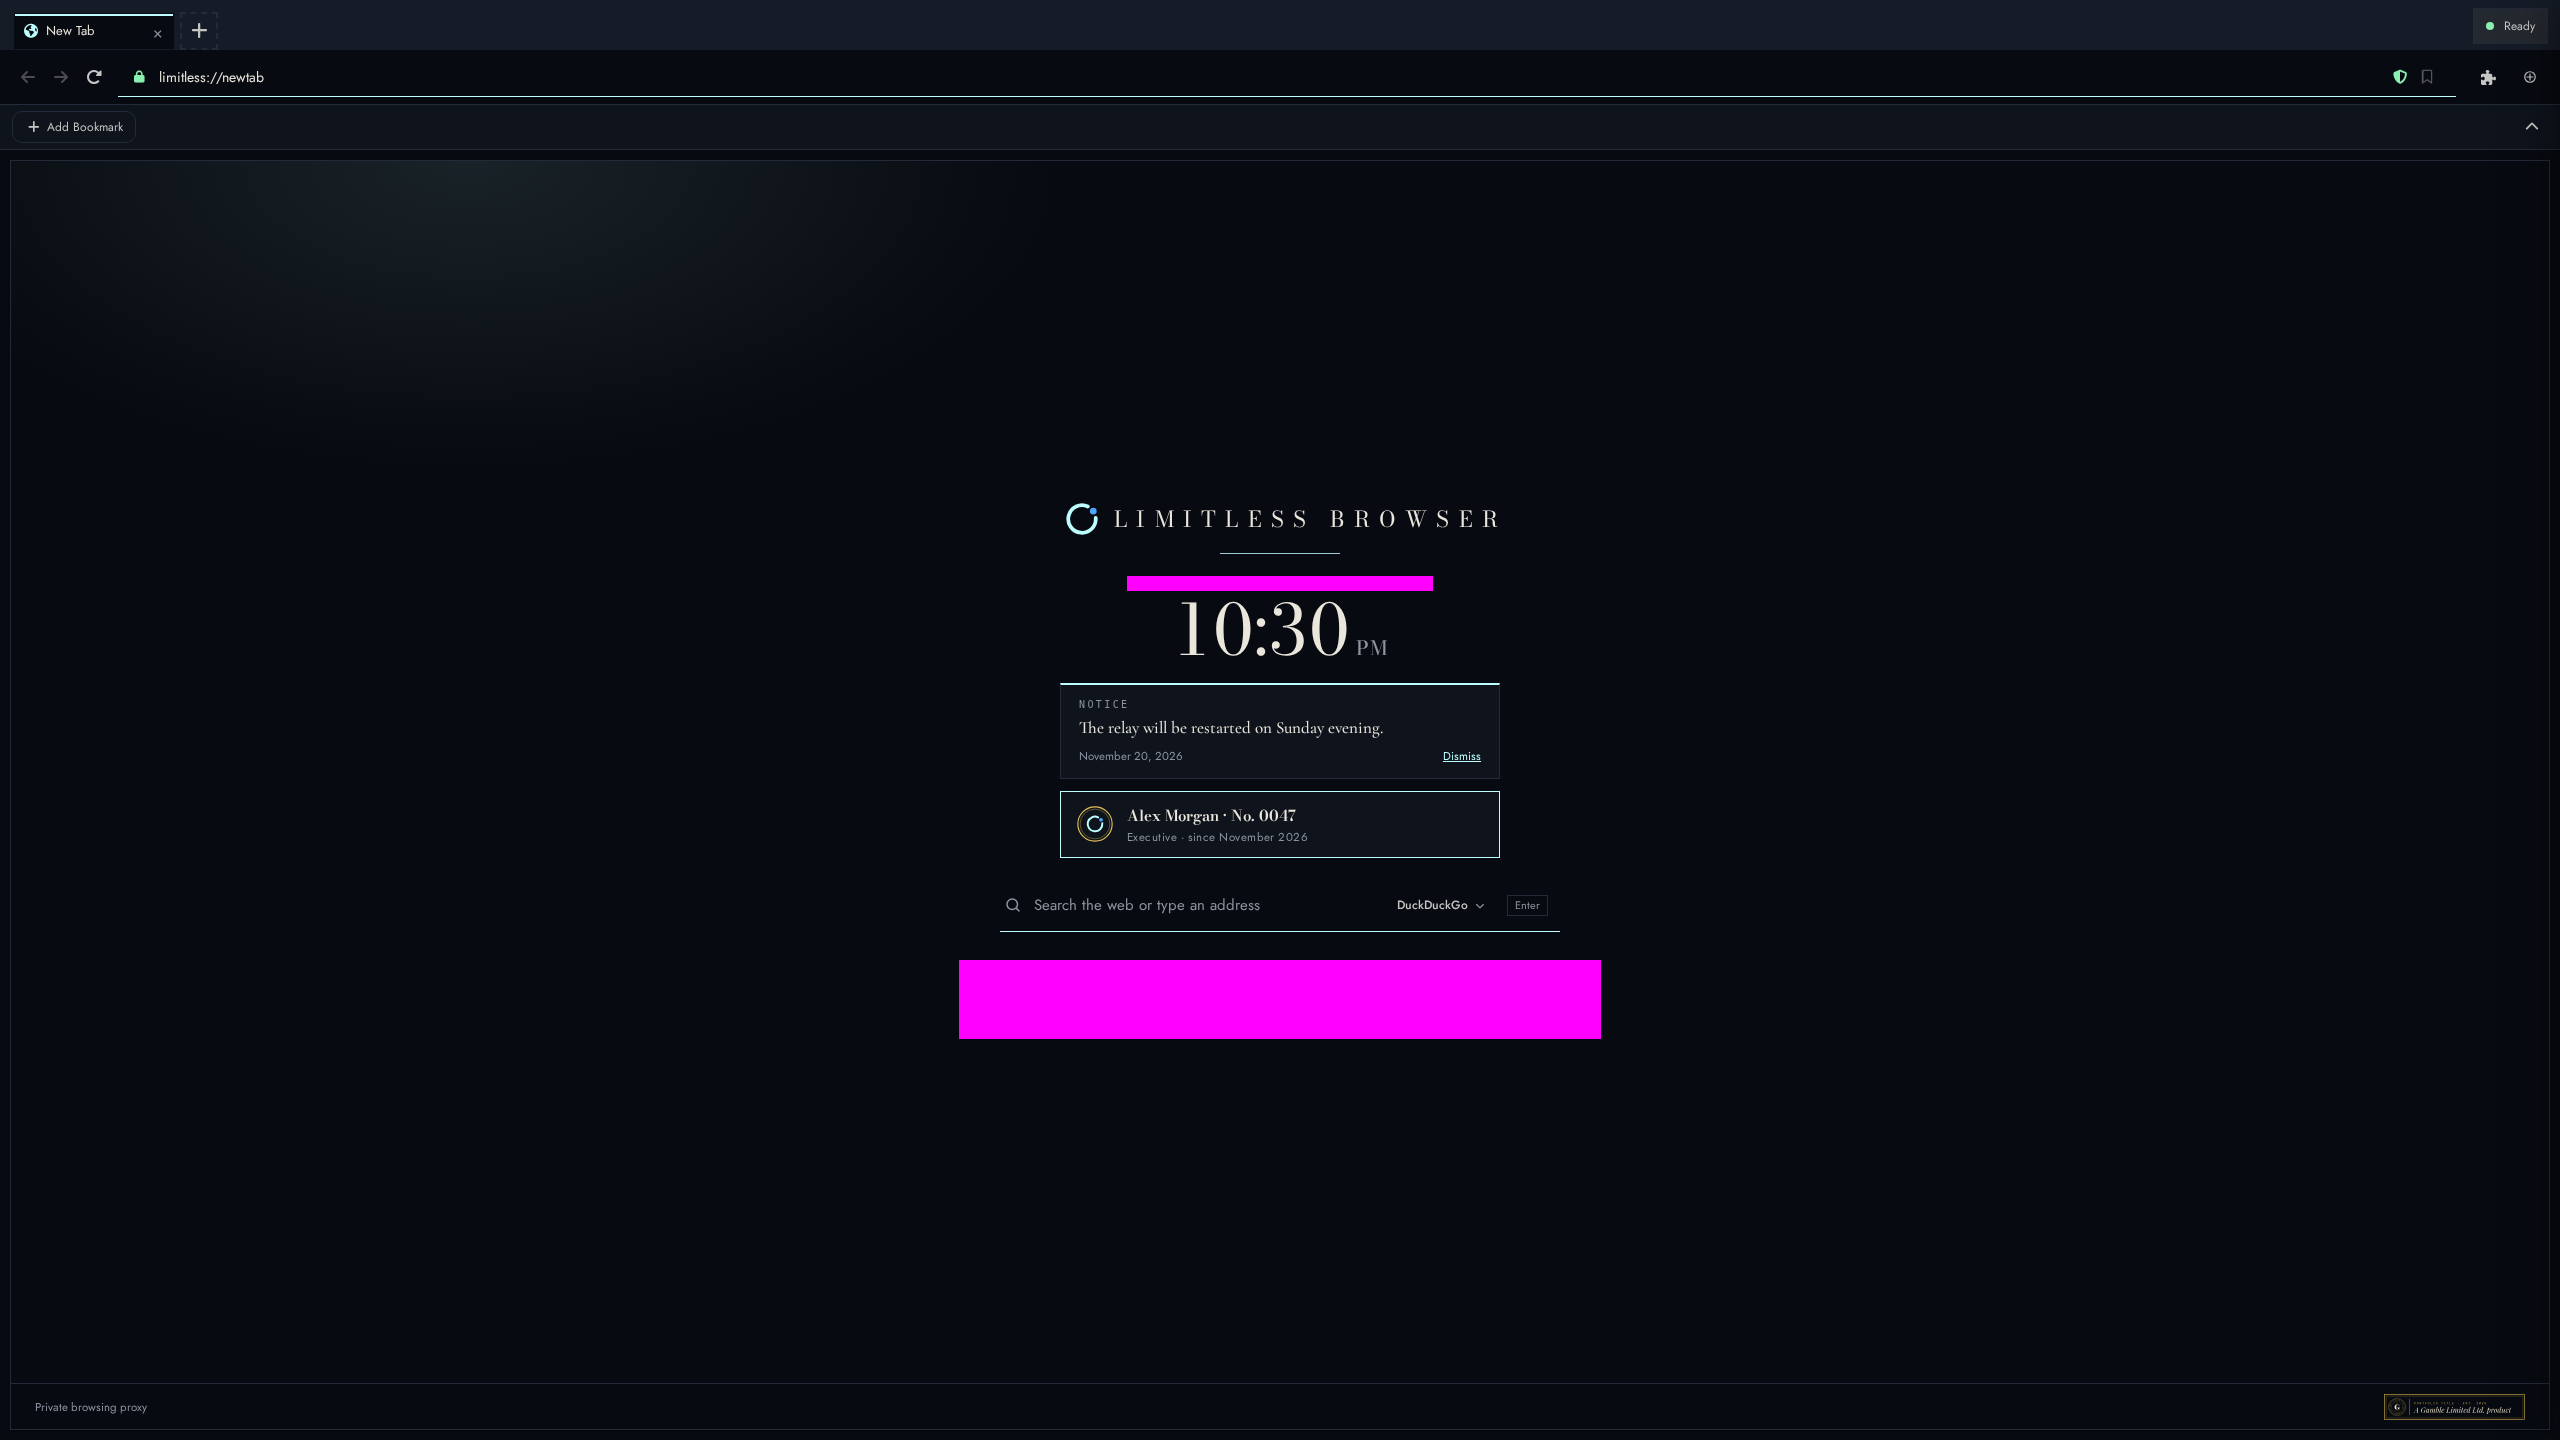 New Tab
Ready
limitless://newtab
Add Bookmark
LIMITLESS BROWSER
10:30 PM
NOTICE
The relay will be restarted on Sunday evening.
November 20, 2026
Dismiss
Alex Morgan · No. 0047
Executive · since November 2026
Search the web or type an address
DuckDuckGo
Enter
Private browsing proxy
G
A Gamble Limited Ltd. product